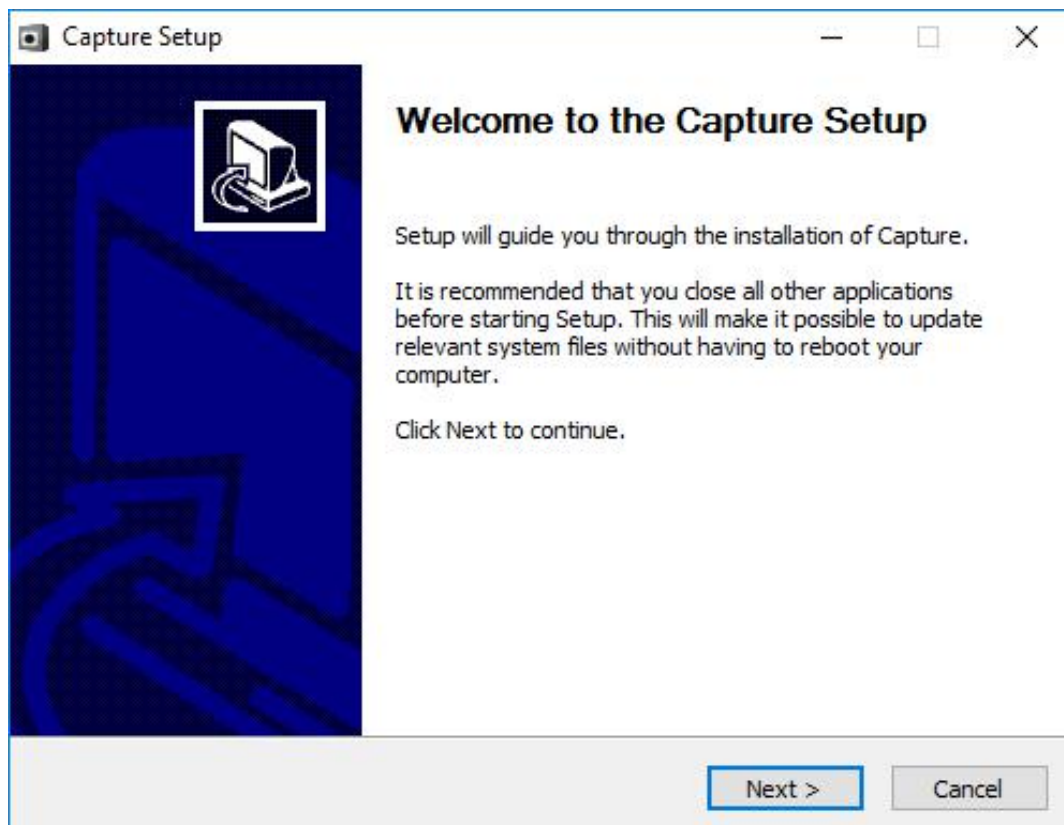 Capture Setup
Welcome to the Capture Setup
Setup will guide you through the installation of Capture.
It is recommended that you close all other applications
before starting Setup. This will make it possible to update
relevant system files without having to reboot your
computer.
Click Next to continue.
Next >
Cancel